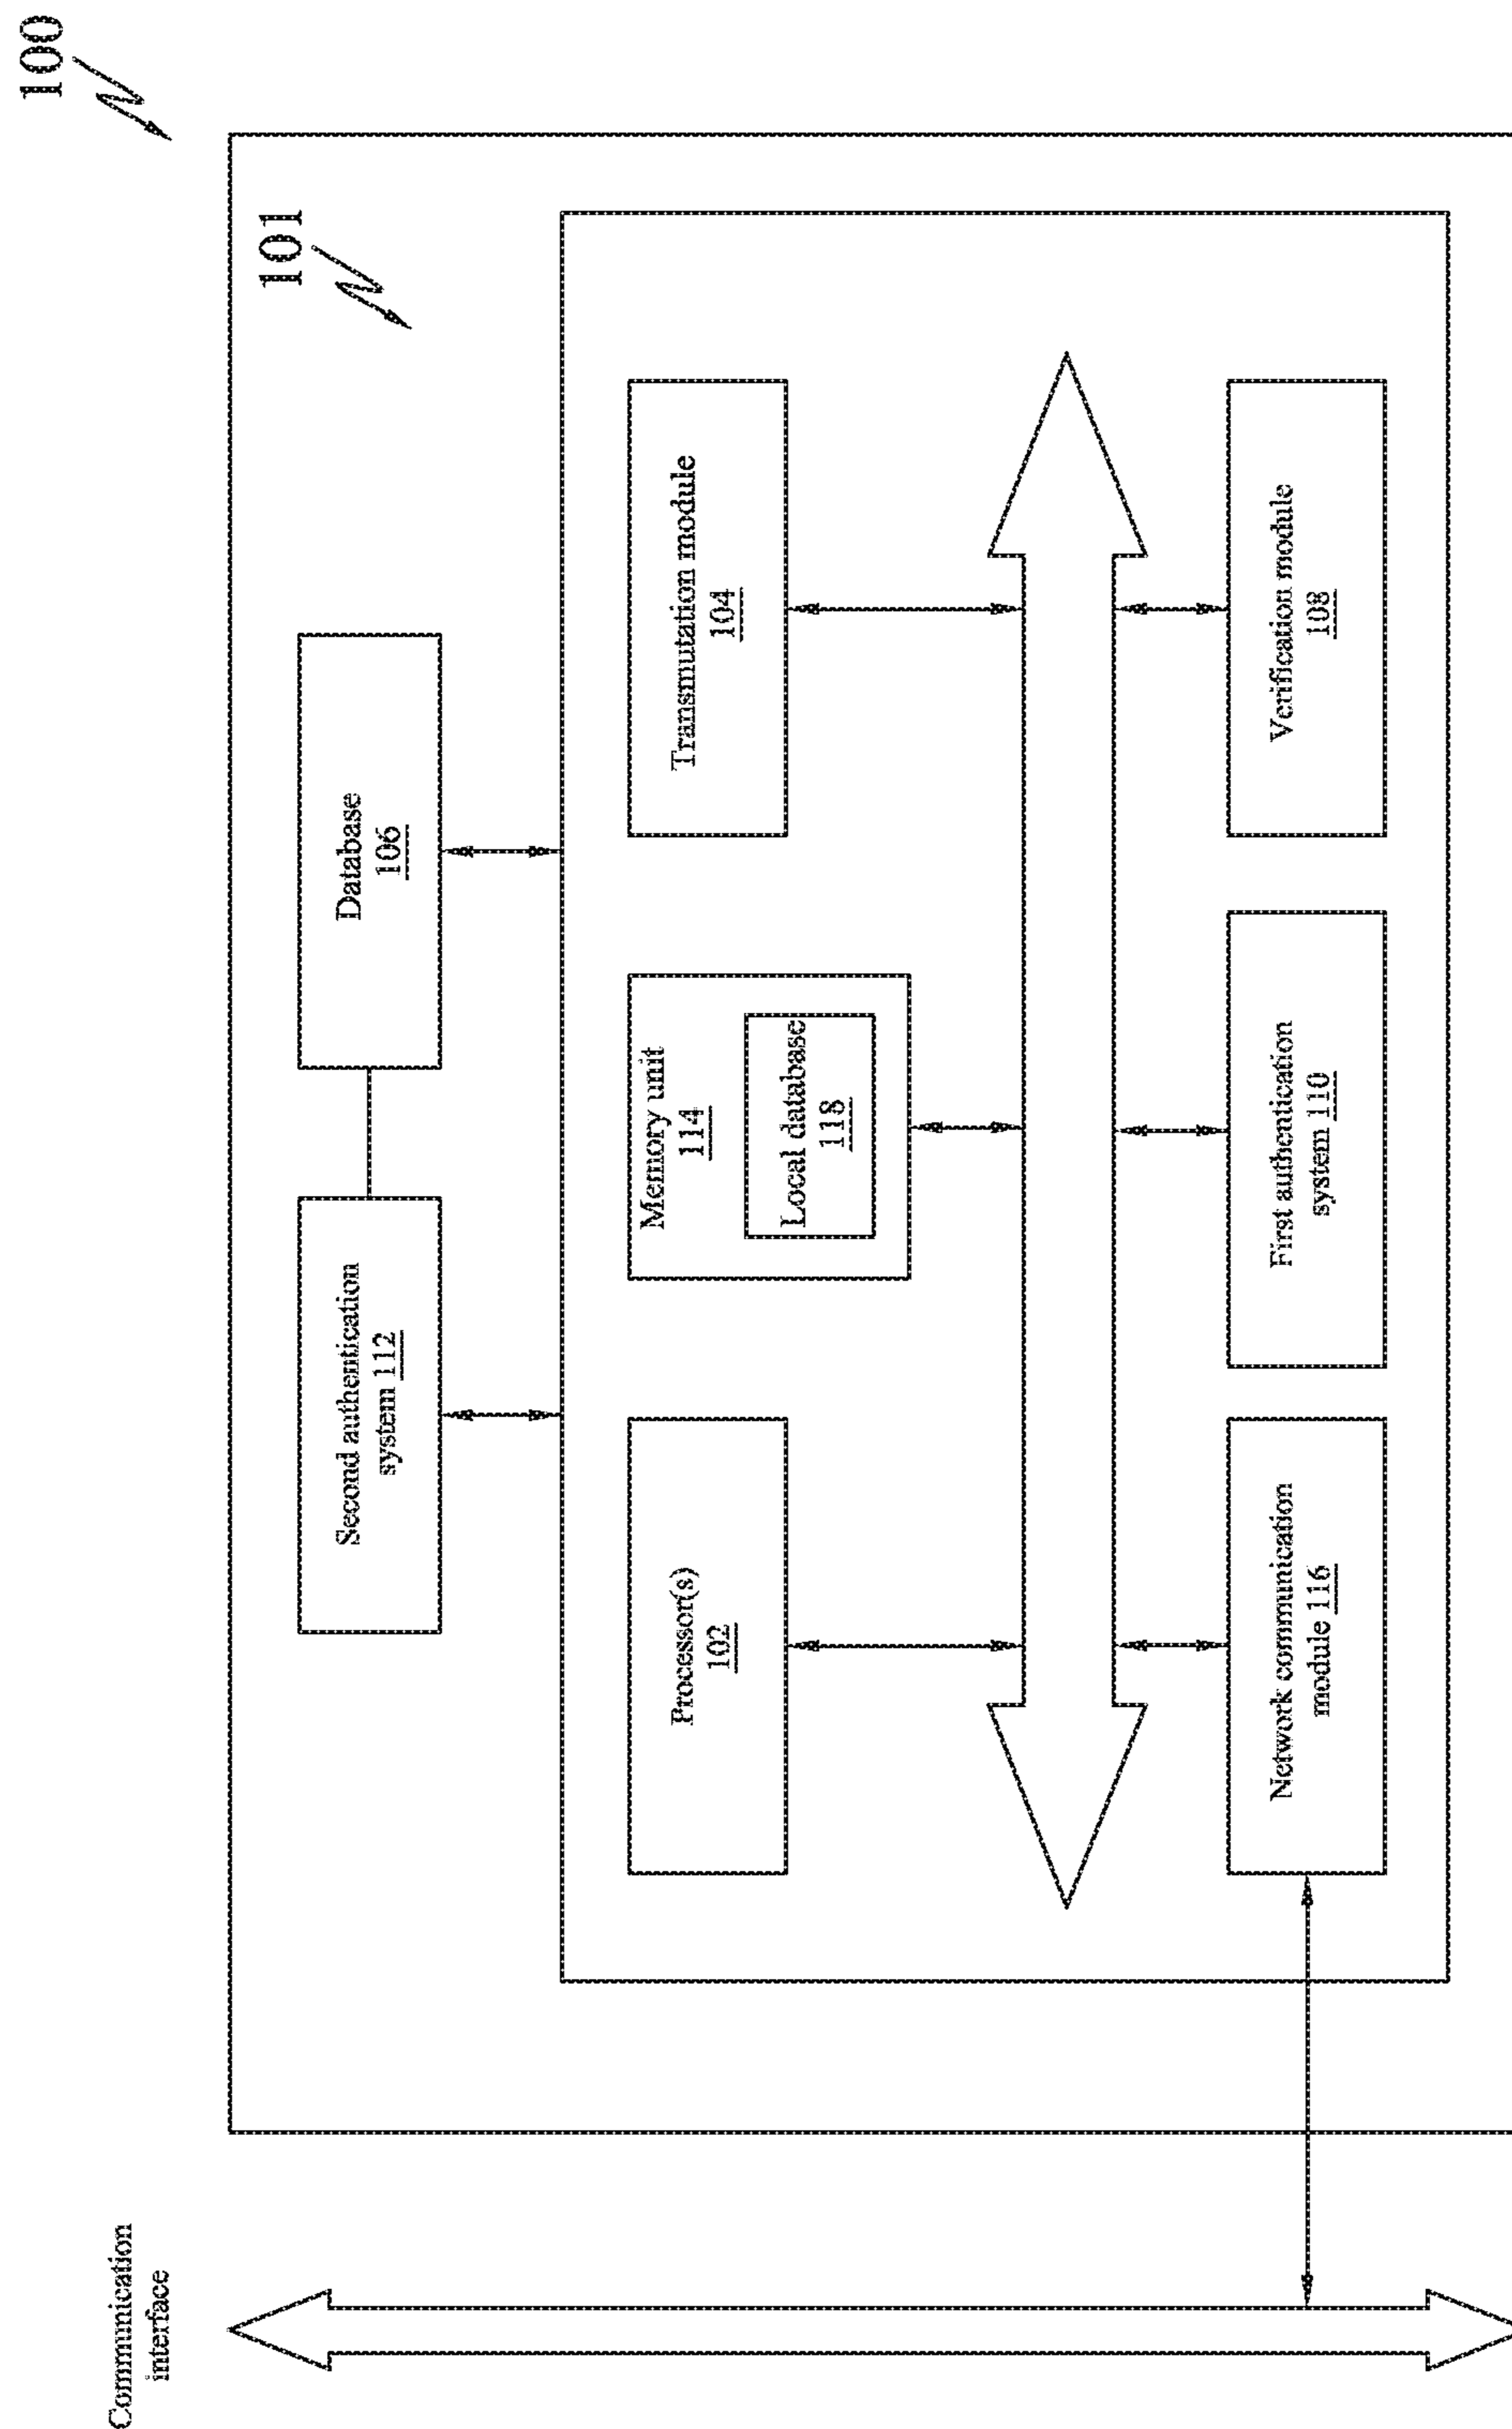 100
101
Second authentication
system 112
Database
106
Processor(s)
102
Memory unit
114
Local database
118
Transmutation module
104
Network communication
module 116
First authentication
system 110
Verification module
108
Communication
interface